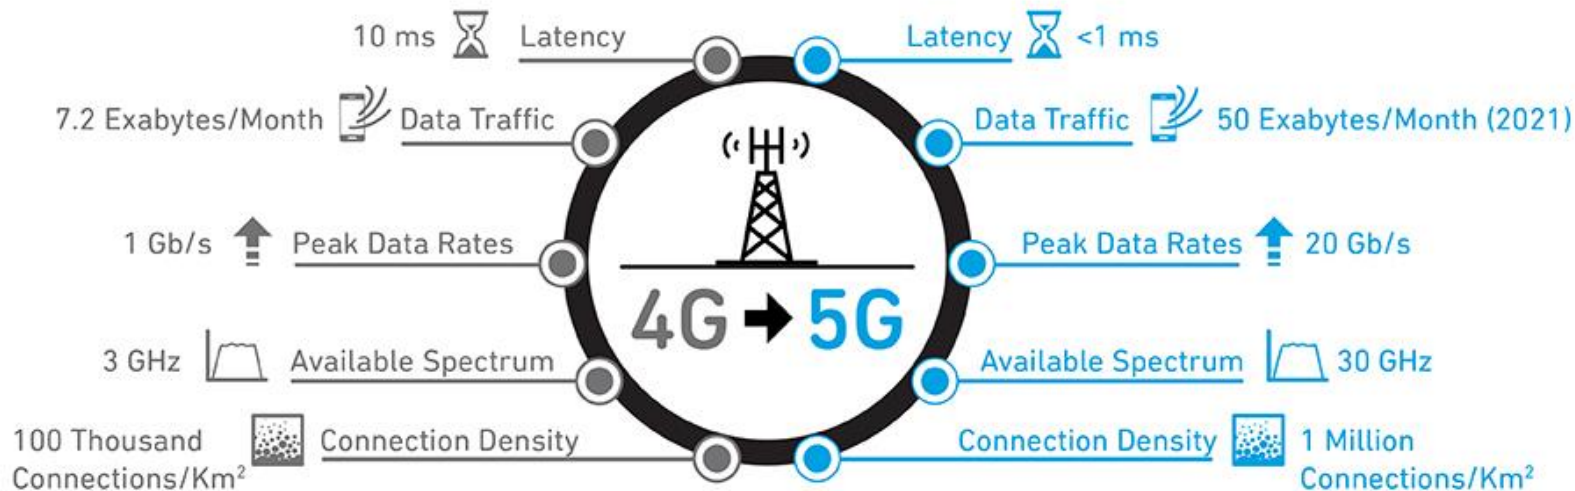 10 ms Latency
Latency <1 ms
7.2 Exabytes/Month Data Traffic
Data Traffic 50 Exabytes/Month (2021)
1 Gb/s Peak Data Rates
Peak Data Rates 20 Gb/s
4G 5G
3 GHz Available Spectrum
Available Spectrum 30 GHz
100 Thousand
Connections/Km²
Connection Density
Connection Density
1 Million
Connections/Km²